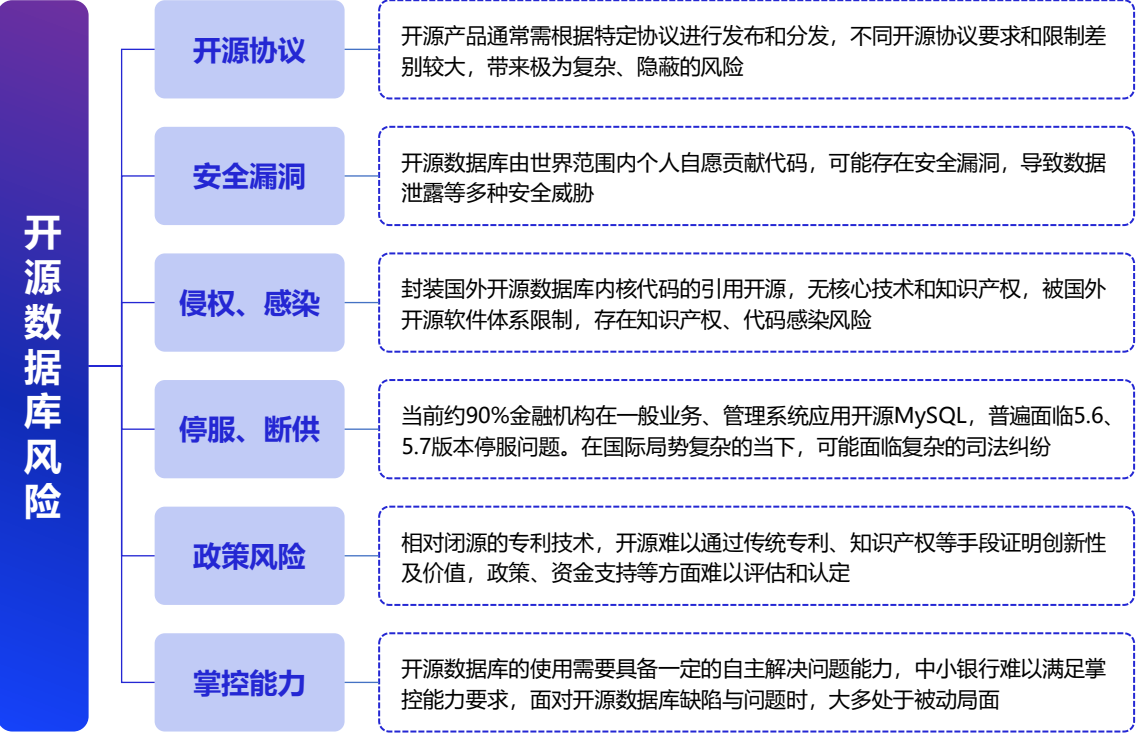 开源数据库风险
开源协议
开源产品通常需根据特定协议进行发布和分发，不同开源协议要求和限制差
别较大，带来极为复杂、隐蔽的风险
安全漏洞
开源数据库由世界范围内个人自愿贡献代码，可能存在安全漏洞，导致数据
泄露等多种安全威胁
侵权、感染
封装国外开源数据库内核代码的引用开源，无核心技术和知识产权，被国外
开源软件体系限制，存在知识产权、代码感染风险
停服、断供
当前约90%金融机构在一般业务、管理系统应用开源MySQL，普遍面临5.6、
5.7版本停服问题。在国际局势复杂的当下，可能面临复杂的司法纠纷
政策风险
相对闭源的专利技术，开源难以通过传统专利、知识产权等手段证明创新性
及价值，政策、资金支持等方面难以评估和认定
掌控能力
开源数据库的使用需要具备一定的自主解决问题能力，中小银行难以满足掌
控能力要求，面对开源数据库缺陷与问题时，大多处于被动局面